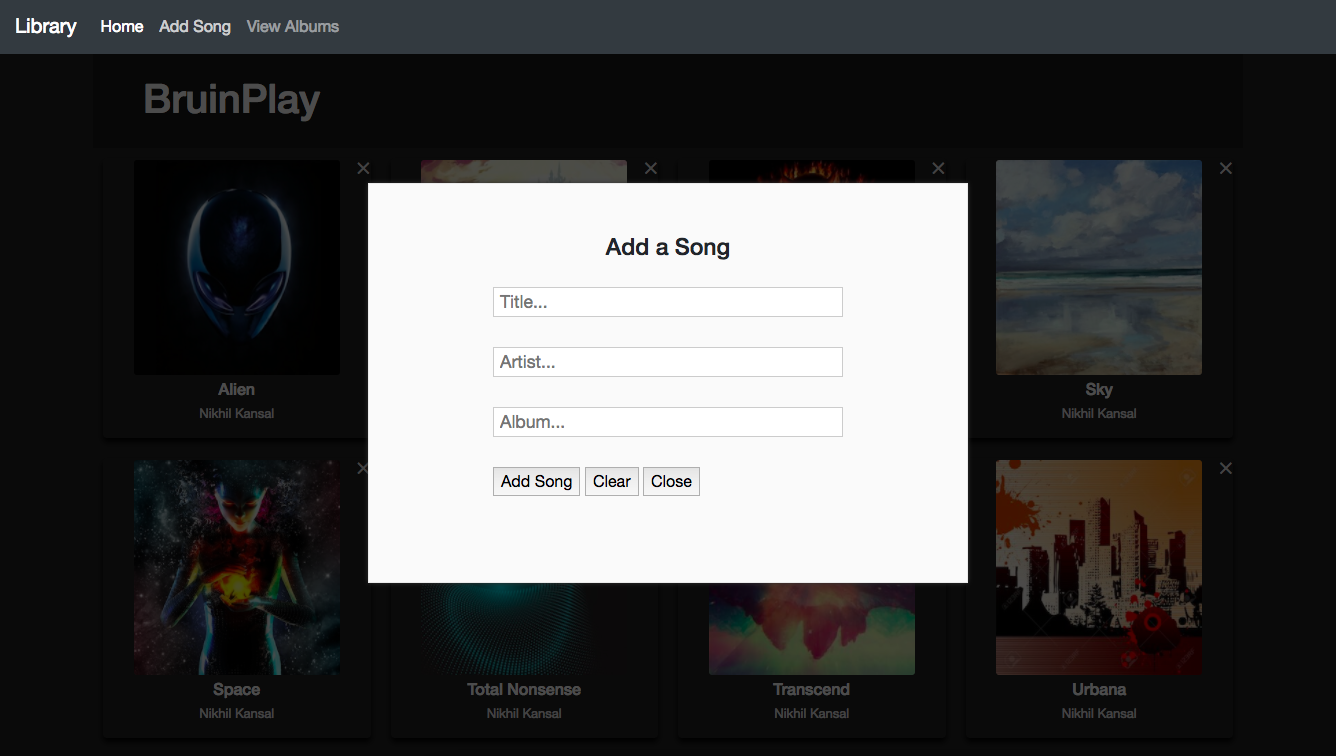 Library Home Add Song View Albums
BruinPlay
Add a Song
Title...
Artist...
Album...
Add Song Clear Close
Alien Sky
Nikhil Kansal Nikhil Kansal
Space Total Nonsense Transcend Urbana
Nikhil Kansal Nikhil Kansal Nikhil Kansal Nikhil Kansal